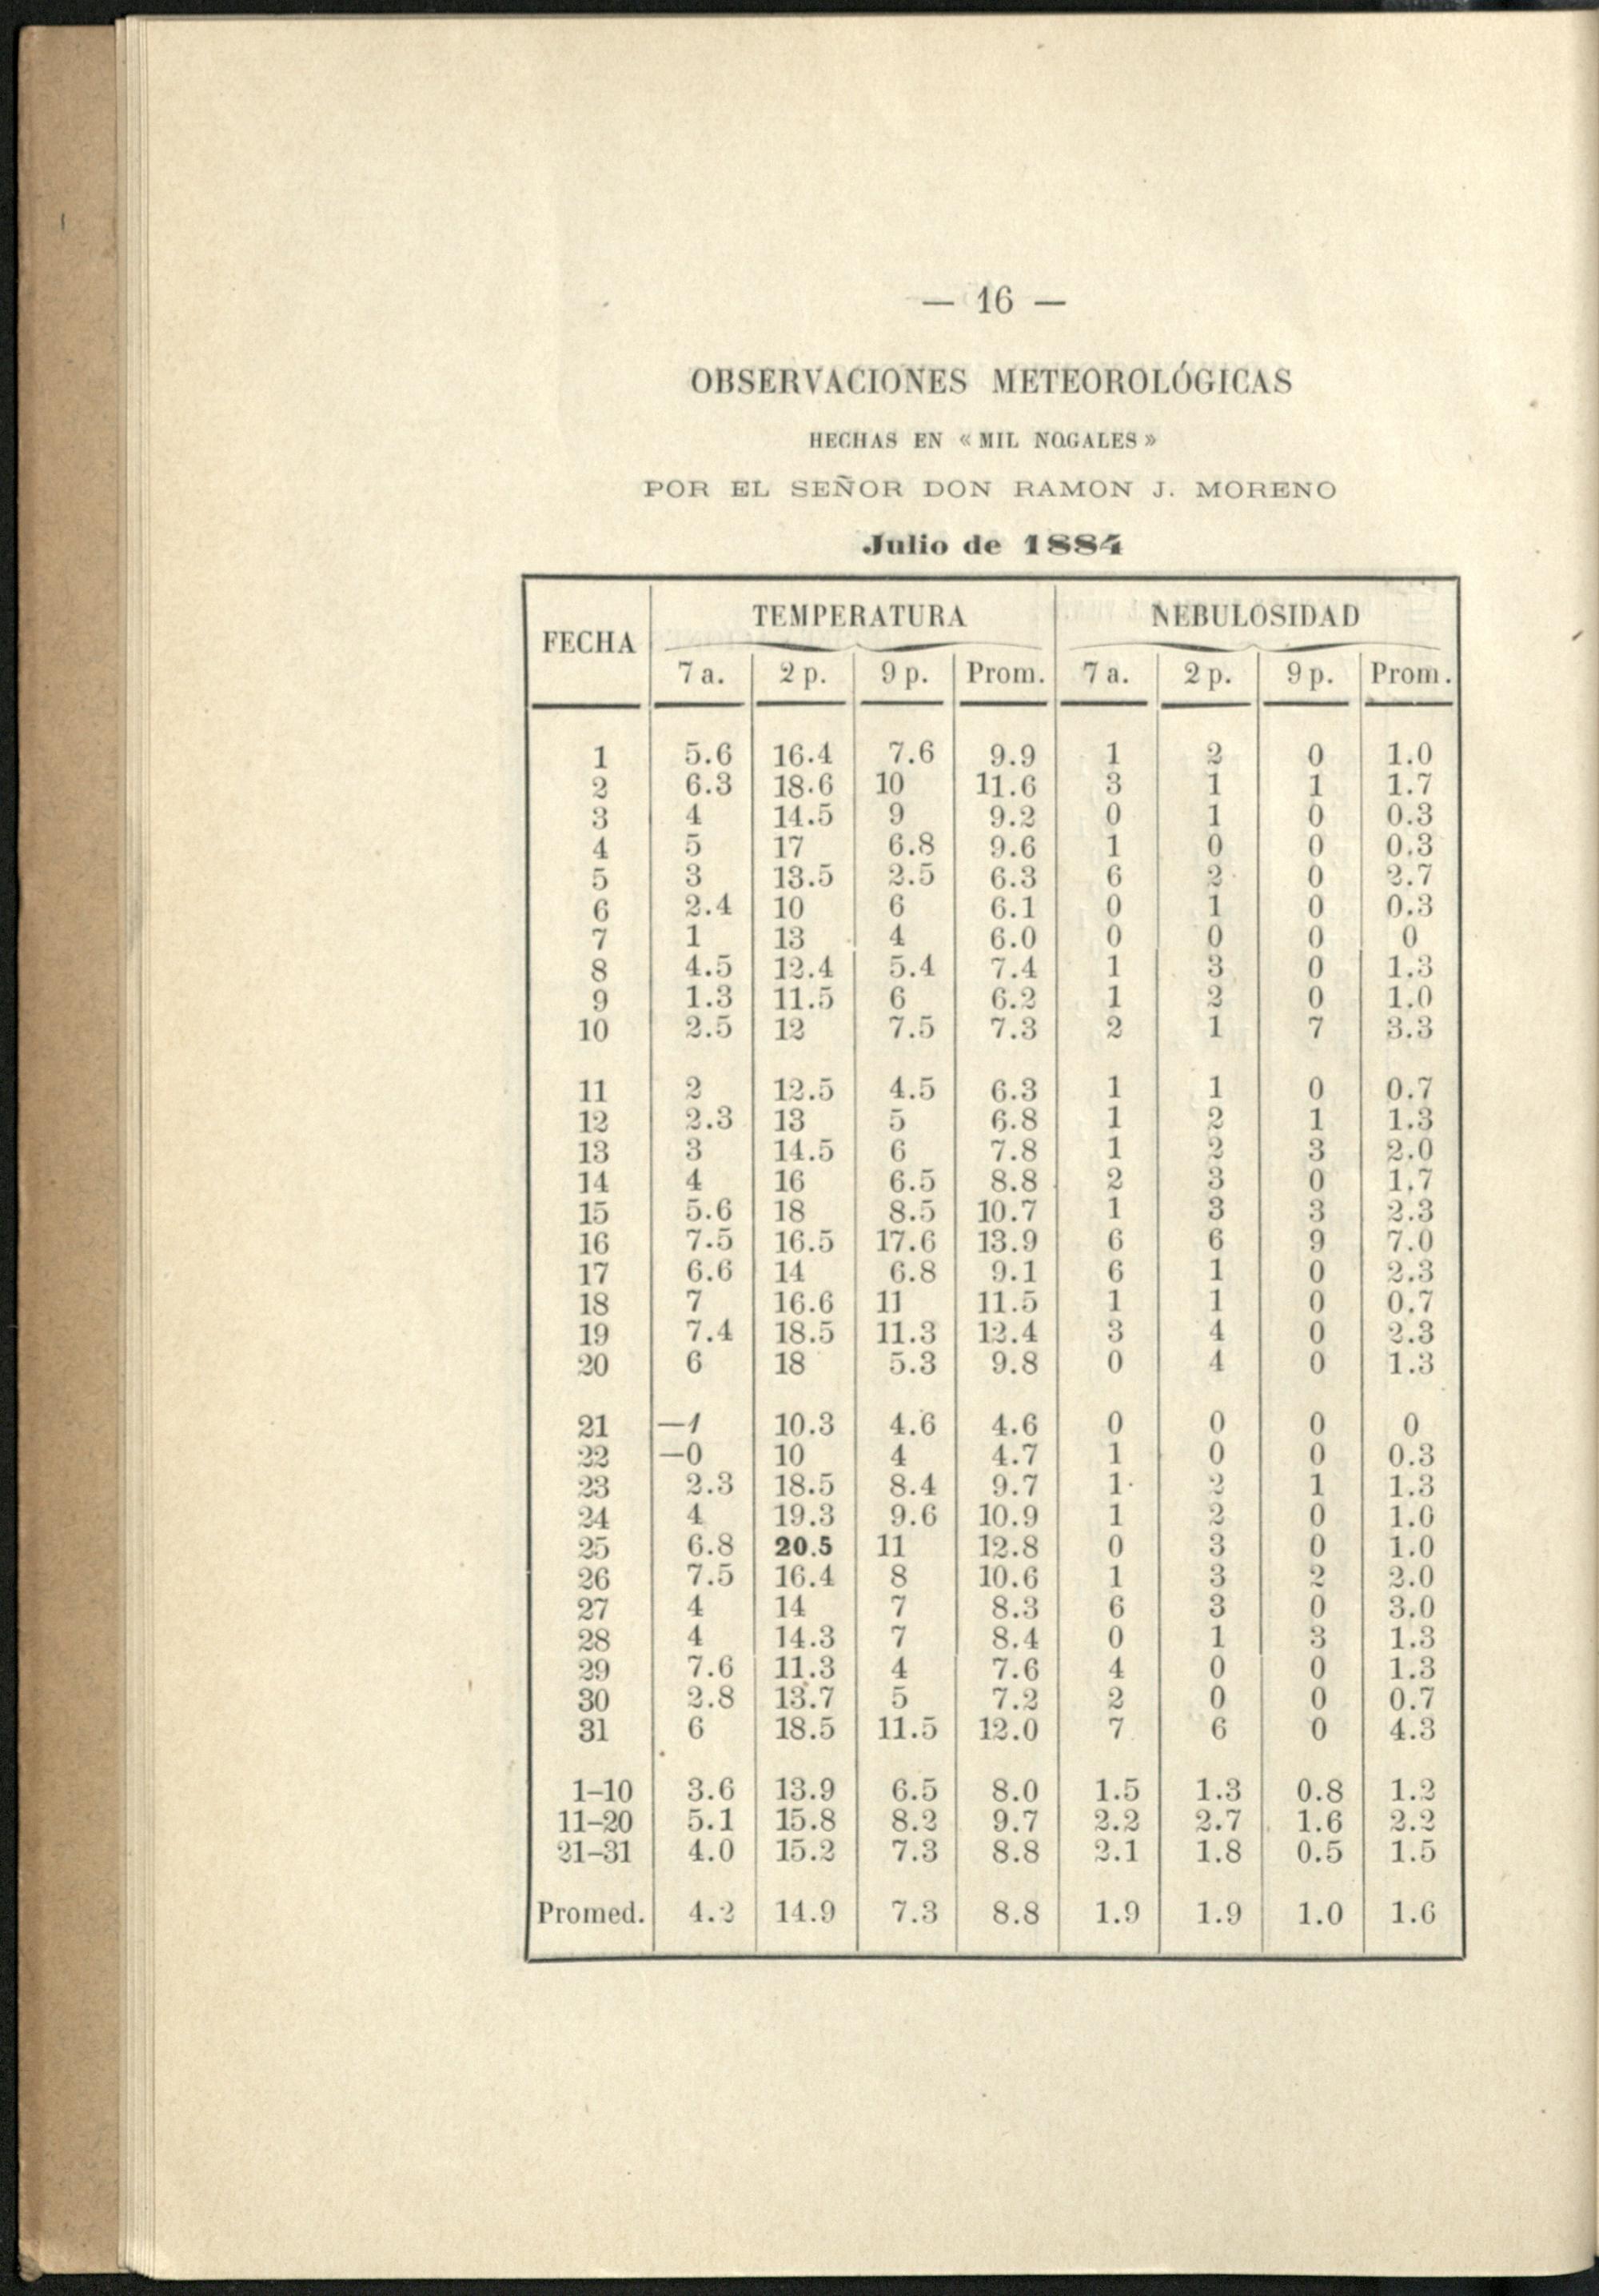 — 16 —
OBSERVACIONES METEOROLÓGICAS
HECHAS EN « MIL NOGALES »
POR EL SEÑOR DON RAMON J. MORENO
Julio de 1884
FECHA TEMPERATURA NEBULOSIDAD
7 a. 2 p. 9 p. Prom. 7 a. 2 p. 9 p. Prom.
1 5.6 16.4 7.6 9.9 1 2 0 1.0
2 6.3 18.6 10 11.6 3 1 1 1.7
3 4 14.5 9 9.2 0 1 0 0.3
4 5 17 6.8 9.6 1 0 0 0.3
5 3 13.5 2.5 6.3 6 2 0 2.7
6 2.4 10 6 6.1 0 1 0 0.3
7 1 13 4 6.0 0 0 0 0
8 4.5 12.4 5.4 7.4 1 3 0 1.3
9 1.3 11.5 6 6.2 1 2 0 1.0
10 2.5 12 7.5 7.3 2 1 7 3.3
11 2 12.5 4.5 6.3 1 1 0 0.7
12 2.3 13 5 6.8 1 2 1 1.3
13 3 14.5 6 7.8 1 2 3 2.0
14 4 16 6.5 8.8 2 3 0 1.7
15 5.6 18 8.5 10.7 1 3 3 2.3
16 7.5 16.5 17.6 13.9 6 6 9 7.0
17 6.6 14 6.8 9.1 6 1 0 2.3
18 7 16.6 11 11.5 1 1 0 0.7
19 7.4 18.5 11.3 12.4 3 4 0 2.3
20 6 18 5.3 9.8 0 4 0 1.3
21 —1 10.3 4.6 4.6 0 0 0 0
22 —0 10 4 4.7 1 0 0 0.3
23 2.3 18.5 8.4 9.7 1 2 1 1.3
24 4 19.3 9.6 10.9 1 2 0 1.0
25 6.8 20.5 11 12.8 0 3 0 1.0
26 7.5 16.4 8 10.6 1 3 2 2.0
27 4 14 7 8.3 6 3 0 3.0
28 4 14.3 7 8.4 0 1 3 1.3
29 7.6 11.3 4 7.6 4 0 0 1.3
30 2.8 13.7 5 7.2 2 0 0 0.7
31 6 18.5 11.5 12.0 7 6 0 4.3
1–10 3.6 13.9 6.5 8.0 1.5 1.3 0.8 1.2
11–20 5.1 15.8 8.2 9.7 2.2 2.7 1.6 2.2
21–31 4.0 15.2 7.3 8.8 2.1 1.8 0.5 1.5
Promed. 4.2 14.9 7.3 8.8 1.9 1.9 1.0 1.6